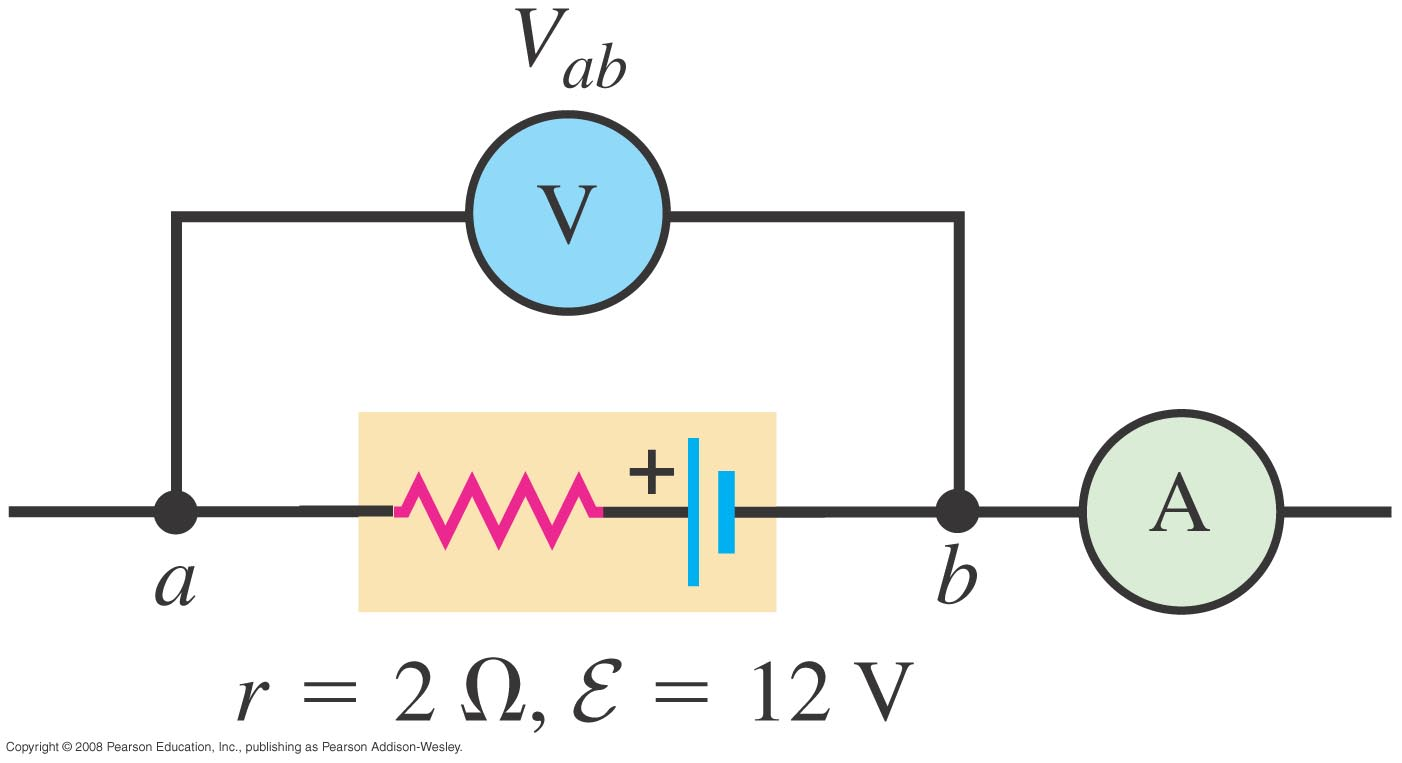 Vab
V
+
A
a
b
r = 2 Ω, ℰ = 12 V
Copyright © 2008 Pearson Education, Inc., publishing as Pearson Addison-Wesley.